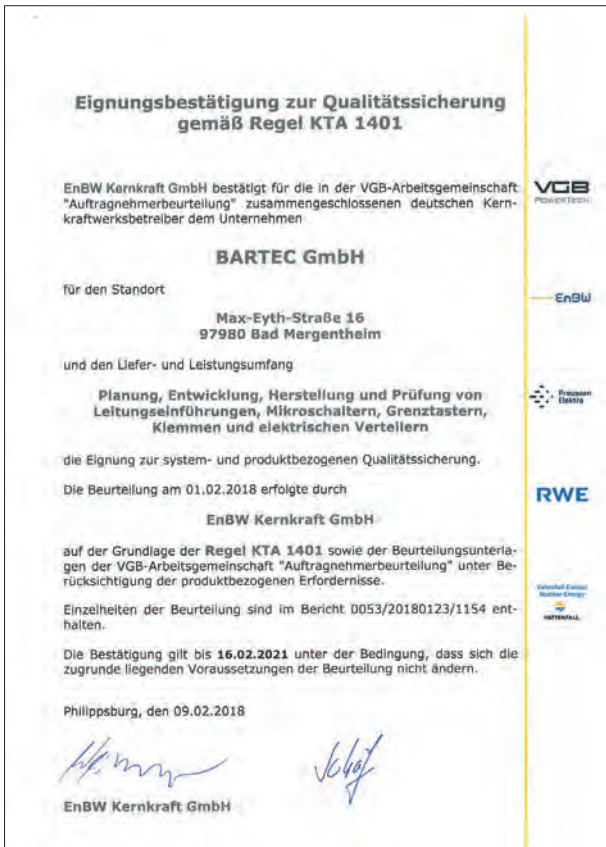 Eignungsbestätigung zur Qualitätssicherung
gemäß Regel KTA 1401
EnBW Kernkraft GmbH bestätigt für die in der VGB-Arbeitsgemeinschaft
"Auftragnehmerbeurteilung" zusammengeschlossenen deutschen Kern-
kraftwerksbetreiber dem Unternehmen
BARTEC GmbH
für den Standort
Max-Eyth-Straße 16
97980 Bad Mergentheim
und den Liefer- und Leistungsumfang
Planung, Entwicklung, Herstellung und Prüfung von
Leitungseinführungen, Mikroschaltern, Grenztastern,
Klemmen und elektrischen Verteilern
die Eignung zur system- und produktbezogenen Qualitätssicherung.
Die Beurteilung am 01.02.2018 erfolgte durch
EnBW Kernkraft GmbH
auf der Grundlage der Regel KTA 1401 sowie der Beurteilungsunterla-
gen der VGB-Arbeitsgemeinschaft "Auftragnehmerbeurteilung" unter Be-
rücksichtigung der produktbezogenen Erfordernisse.
Einzelheiten der Beurteilung sind im Bericht 0053/20180123/1154 ent-
halten.
Die Bestätigung gilt bis 16.02.2021 unter der Bedingung, dass sich die
zugrunde liegenden Voraussetzungen der Beurteilung nicht ändern.
Philippsburg, den 09.02.2018
EnBW Kernkraft GmbH
VGB
POWERTECH
EnBW
Preussen
Elektra
RWE
Vattenfall Europe
Nuclear Energy
VATTENFALL